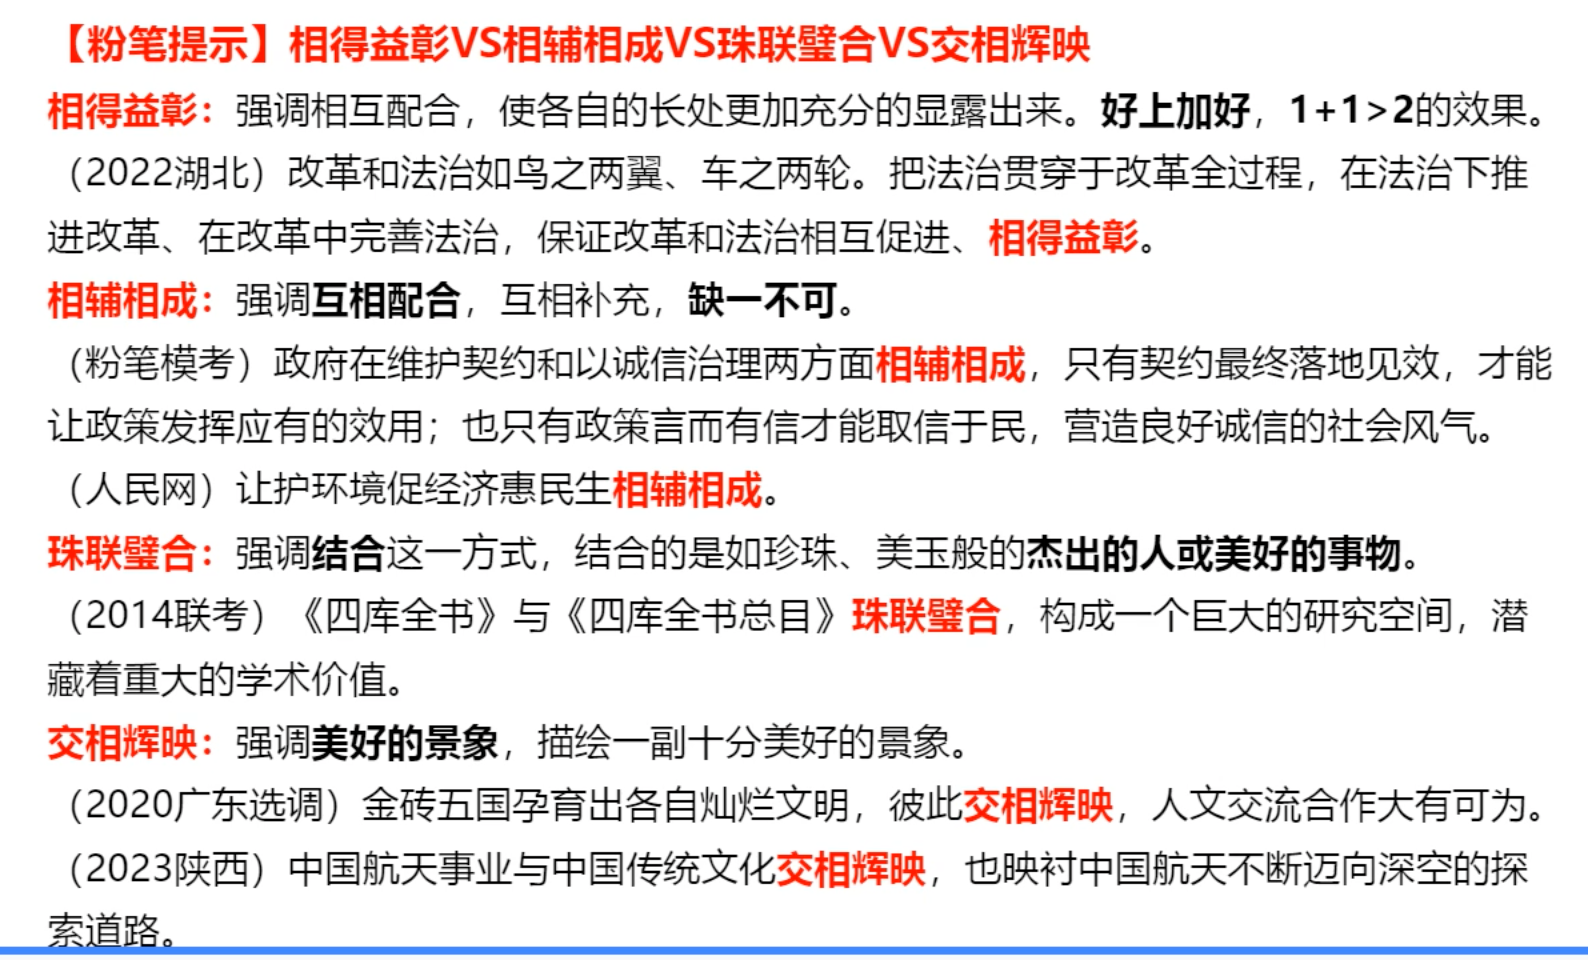 【粉笔提示】相得益彰VS相辅相成VS珠联璧合VS交相辉映
相得益彰：强调相互配合，使各自的长处更加充分的显露出来。好上加好，1+1>2的效果。
（2022湖北）改革和法治如鸟之两翼、车之两轮。把法治贯穿于改革全过程，在法治下推
进改革、在改革中完善法治，保证改革和法治相互促进、相得益彰。
相辅相成：强调互相配合，互相补充，缺一不可。
（粉笔模考）政府在维护契约和以诚信治理两方面相辅相成，只有契约最终落地见效，才能
让政策发挥应有的效用；也只有政策言而有信才能取信于民，营造良好诚信的社会风气。
（人民网）让护环境促经济惠民生相辅相成。
珠联璧合：强调结合这一方式，结合的是如珍珠、美玉般的杰出的人或美好的事物。
（2014联考）《四库全书》与《四库全书总目》珠联璧合，构成一个巨大的研究空间，潜
藏着重大的学术价值。
交相辉映：强调美好的景象，描绘一副十分美好的景象。
（2020广东选调）金砖五国孕育出各自灿烂文明，彼此交相辉映，人文交流合作大有可为。
（2023陕西）中国航天事业与中国传统文化交相辉映，也映衬中国航天不断迈向深空的探
索道路。